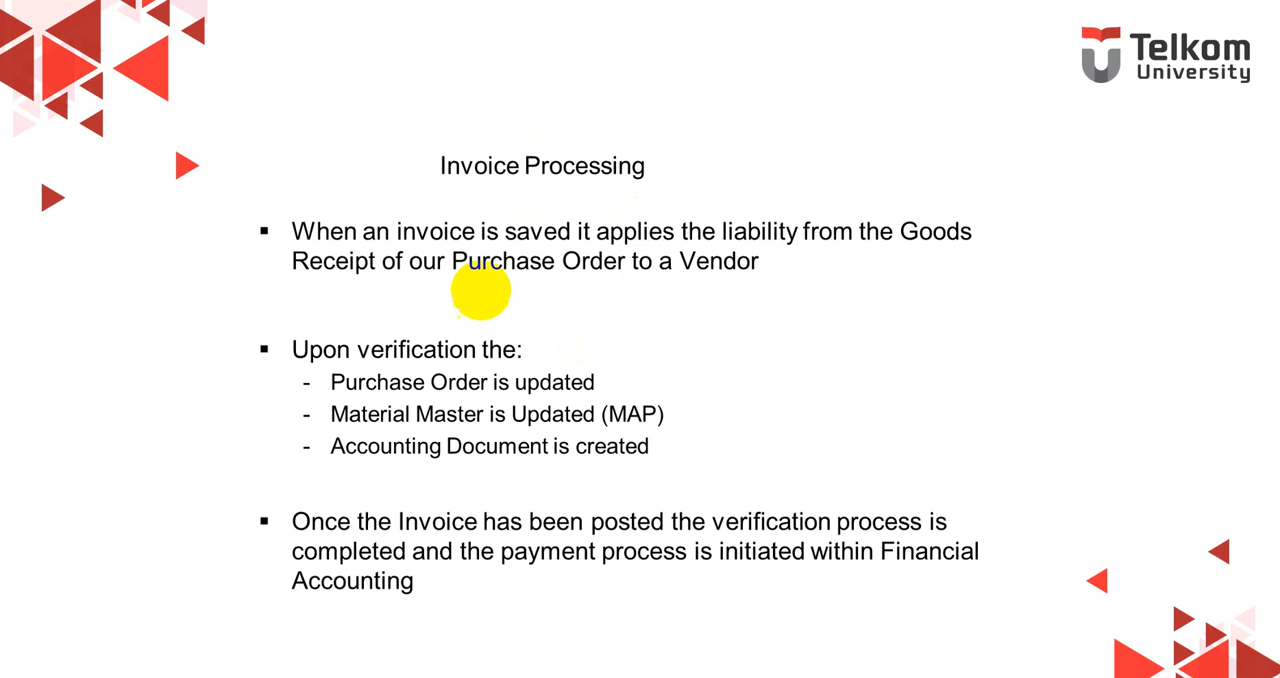 Telkom
University
Invoice Processing
▪ When an invoice is saved it applies the liability from the Goods
Receipt of our Purchase Order to a Vendor
▪ Upon verification the:
- Purchase Order is updated
- Material Master is Updated (MAP)
- Accounting Document is created
▪ Once the Invoice has been posted the verification process is
completed and the payment process is initiated within Financial
Accounting